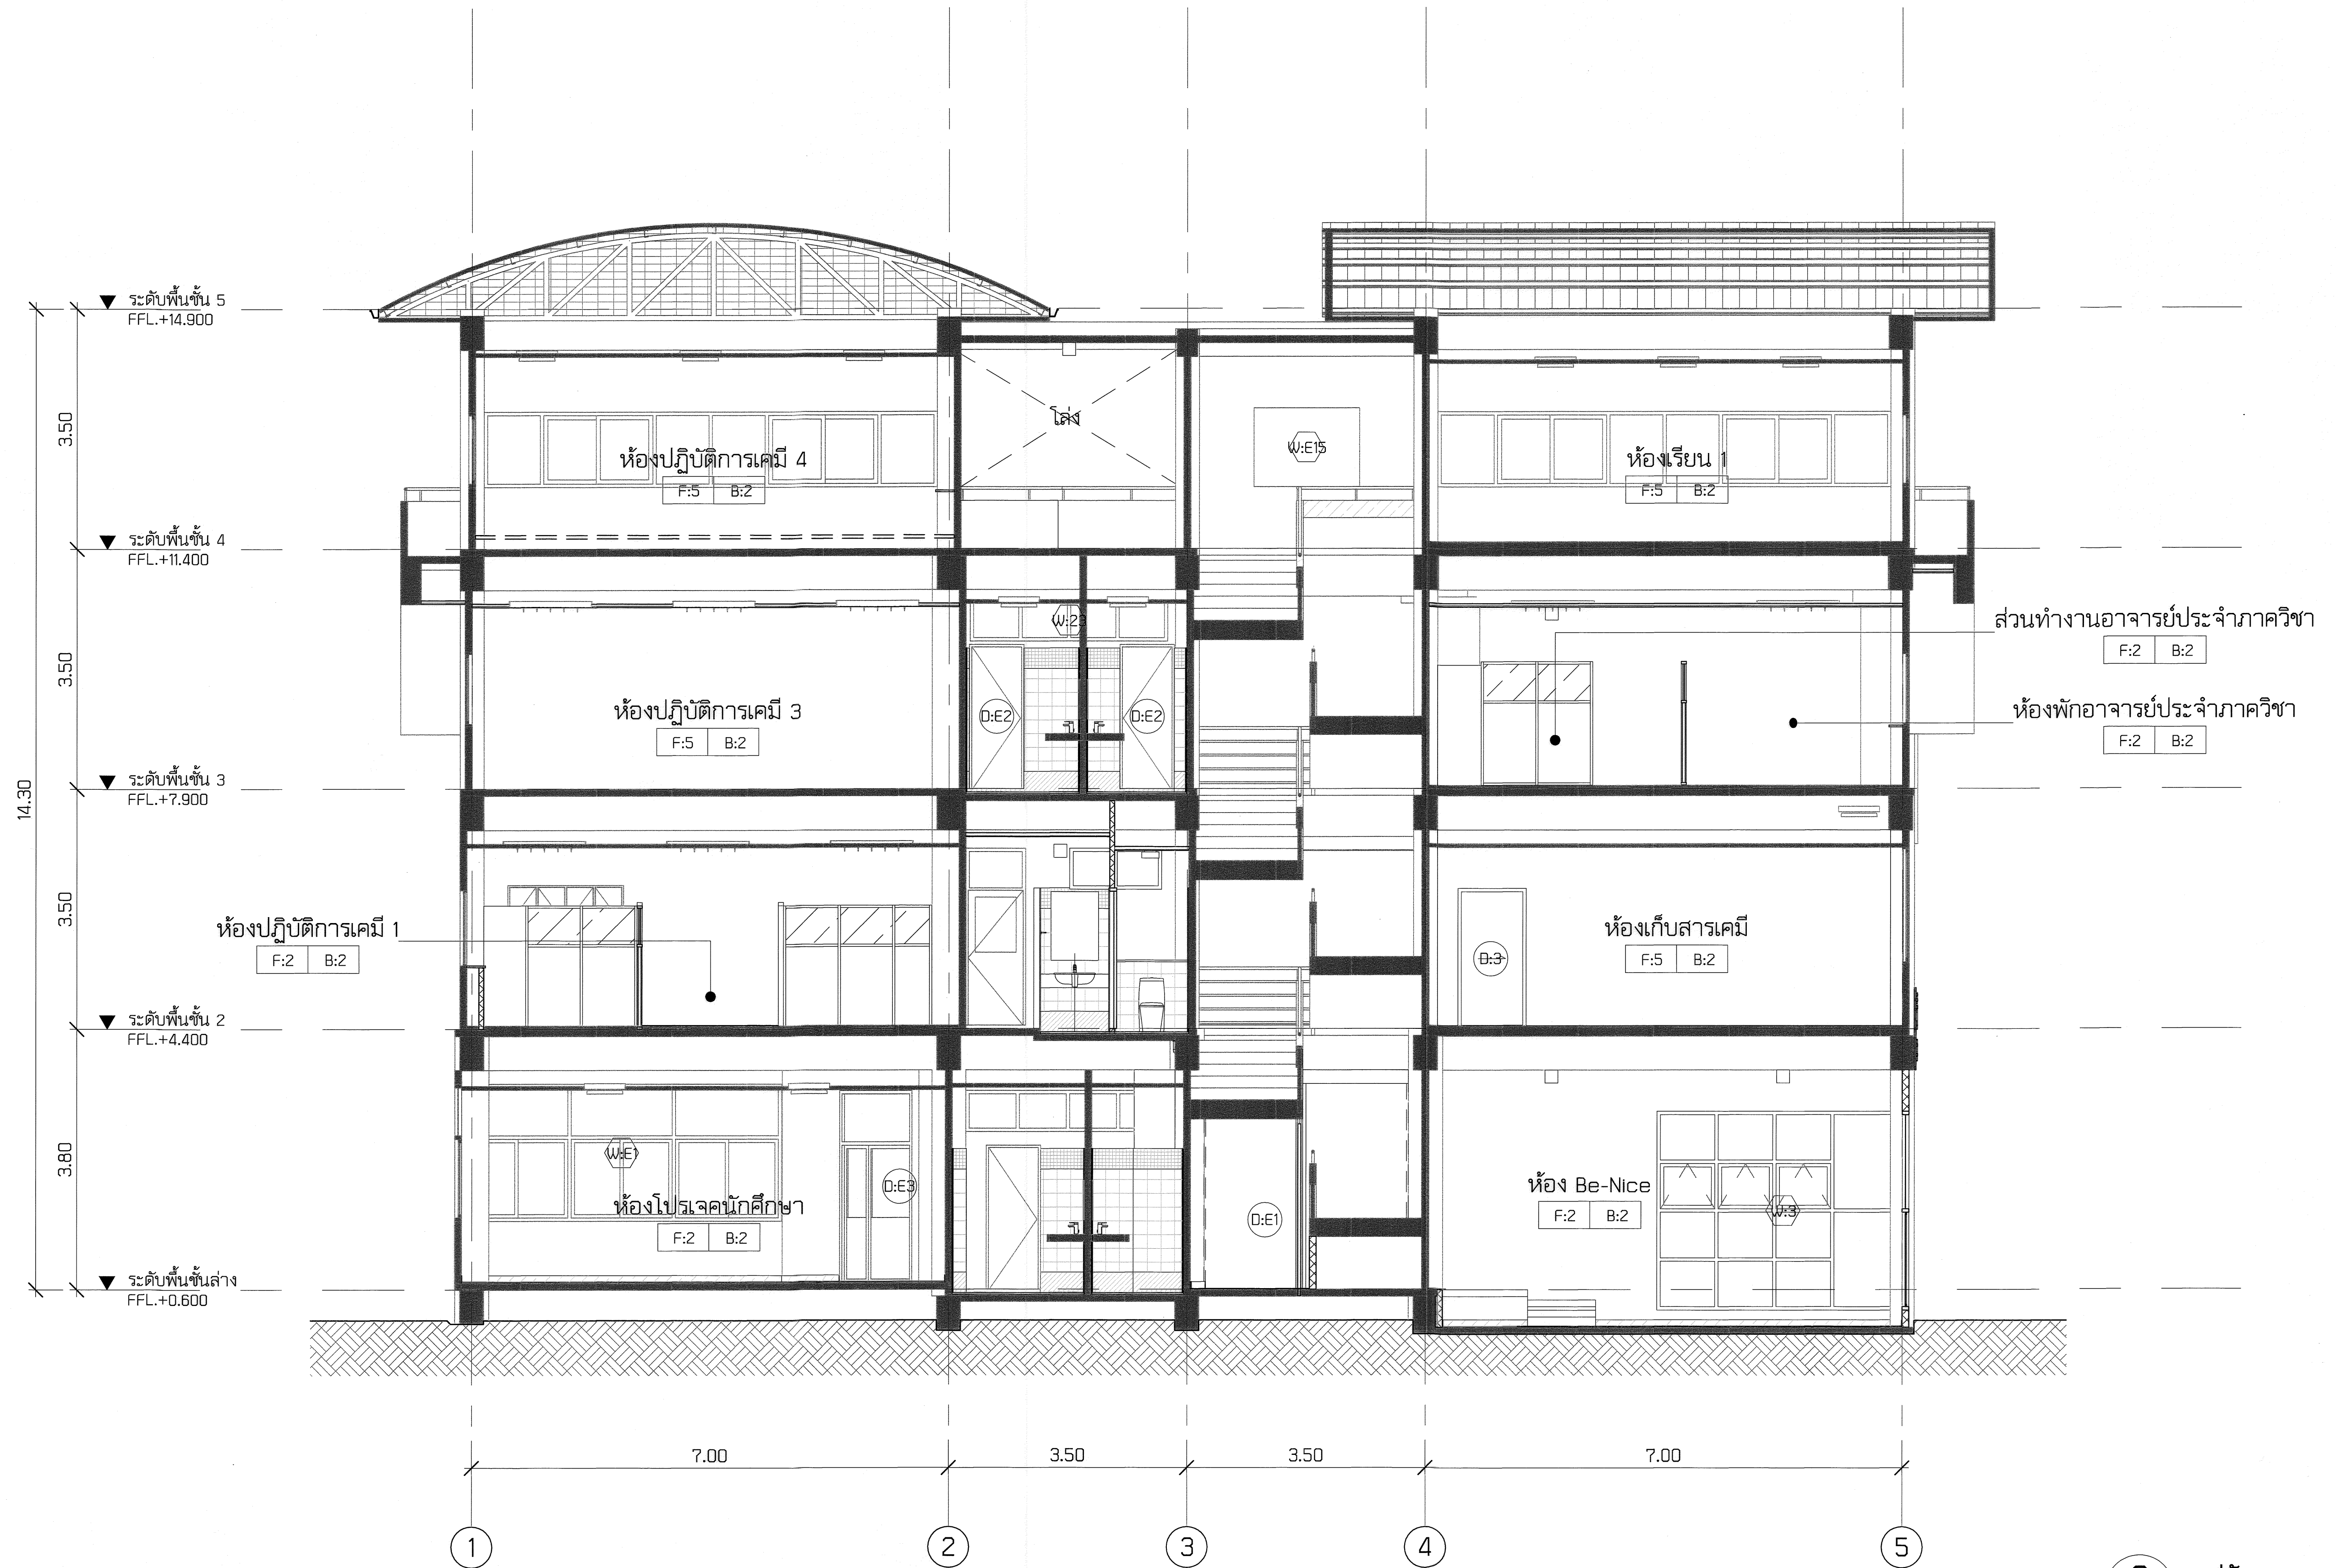 ระดับพื้นชั้น 5
FFL.+14.900
3.50
โล่ง
W:E15
ห้องปฏิบัติการเคมี 4
F:5 B:2
ห้องเรียน 1
F:5 B:2
ระดับพื้นชั้น 4
FFL.+11.400
3.50
W:23
ส่วนทำงานอาจารย์ประจำภาควิชา
F:2 B:2
ห้องปฏิบัติการเคมี 3
F:5 B:2
D:E2
D:E2
ห้องพักอาจารย์ประจำภาควิชา
F:2 B:2
ระดับพื้นชั้น 3
FFL.+7.900
14.30
3.50
ห้องปฏิบัติการเคมี 1
F:2 B:2
ห้องเก็บสารเคมี
F:5 B:2
D:3
ระดับพื้นชั้น 2
FFL.+4.400
3.80
W:E1
D:E3
ห้องโปรเจคนักศึกษา
F:2 B:2
D:E1
ห้อง Be-Nice
F:2 B:2
W:3
ระดับพื้นชั้นล่าง
FFL.+0.600
7.00 3.50 3.50 7.00
1 2 3 4 5